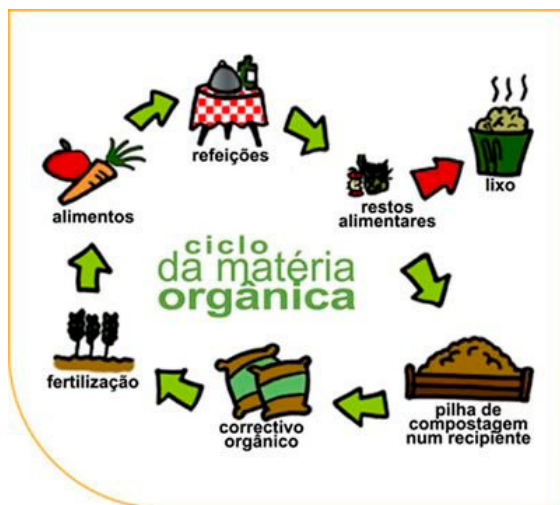 refeições
alimentos
restos
alimentares
lixo
ciclo
da matéria
orgânica
fertilização
correctivo
orgânico
pilha de
compostagem
num recipiente